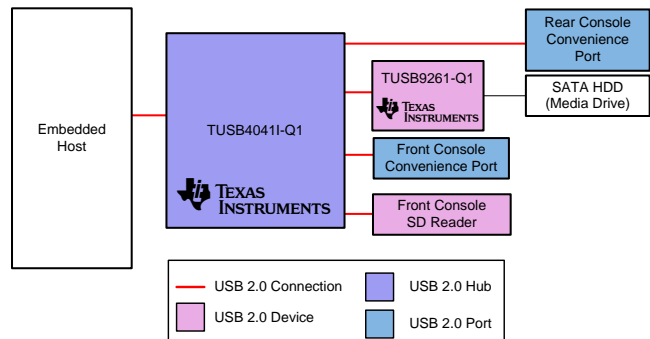 Embedded
Host
TUSB4041I-Q1
TEXAS
INSTRUMENTS
Rear Console
Convenience
Port
TUSB9261-Q1
TEXAS
INSTRUMENTS
SATA HDD
(Media Drive)
Front Console
Convenience Port
Front Console
SD Reader
USB 2.0 Connection
USB 2.0 Hub
USB 2.0 Device
USB 2.0 Port